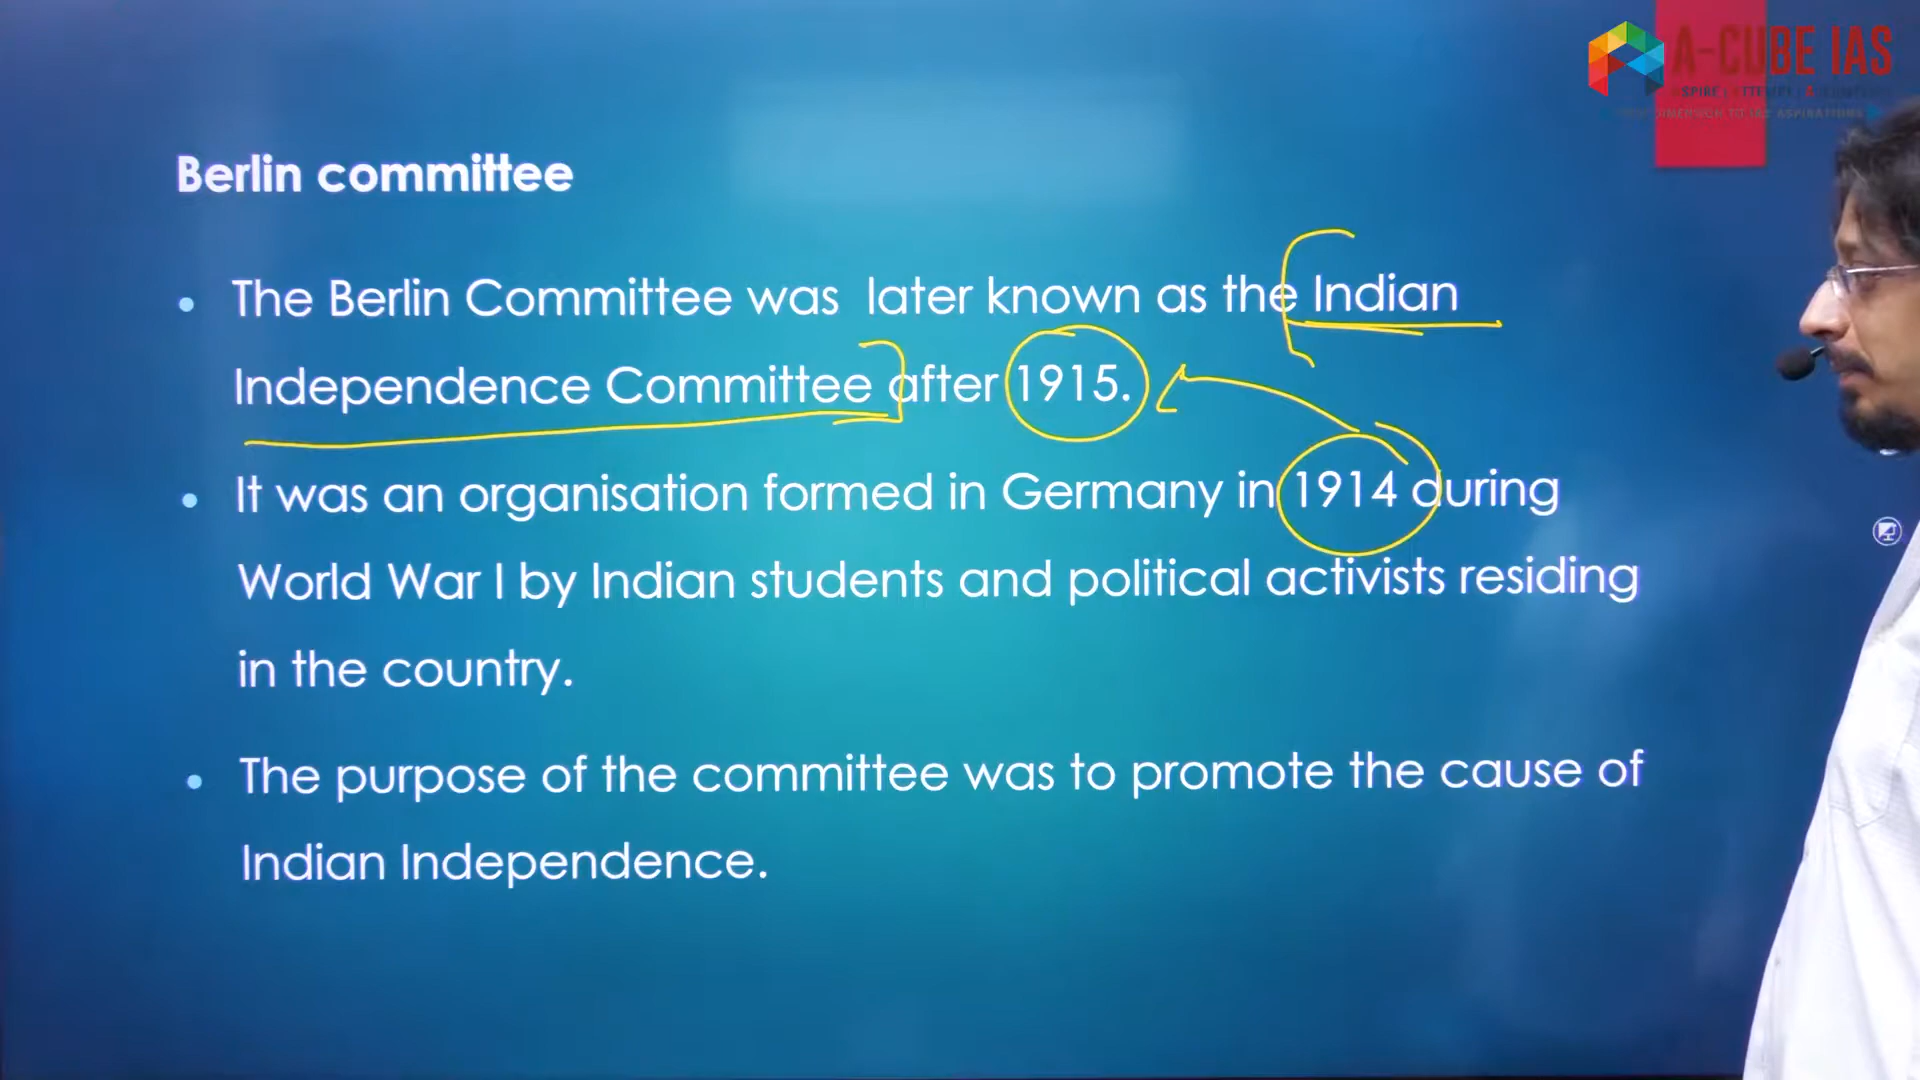 A-CUBE IAS
Berlin committee
• The Berlin Committee was later known as the Indian
Independence Committee after 1915.
• It was an organisation formed in Germany in 1914 during
World War I by Indian students and political activists residing
in the country.
• The purpose of the committee was to promote the cause of
Indian Independence.